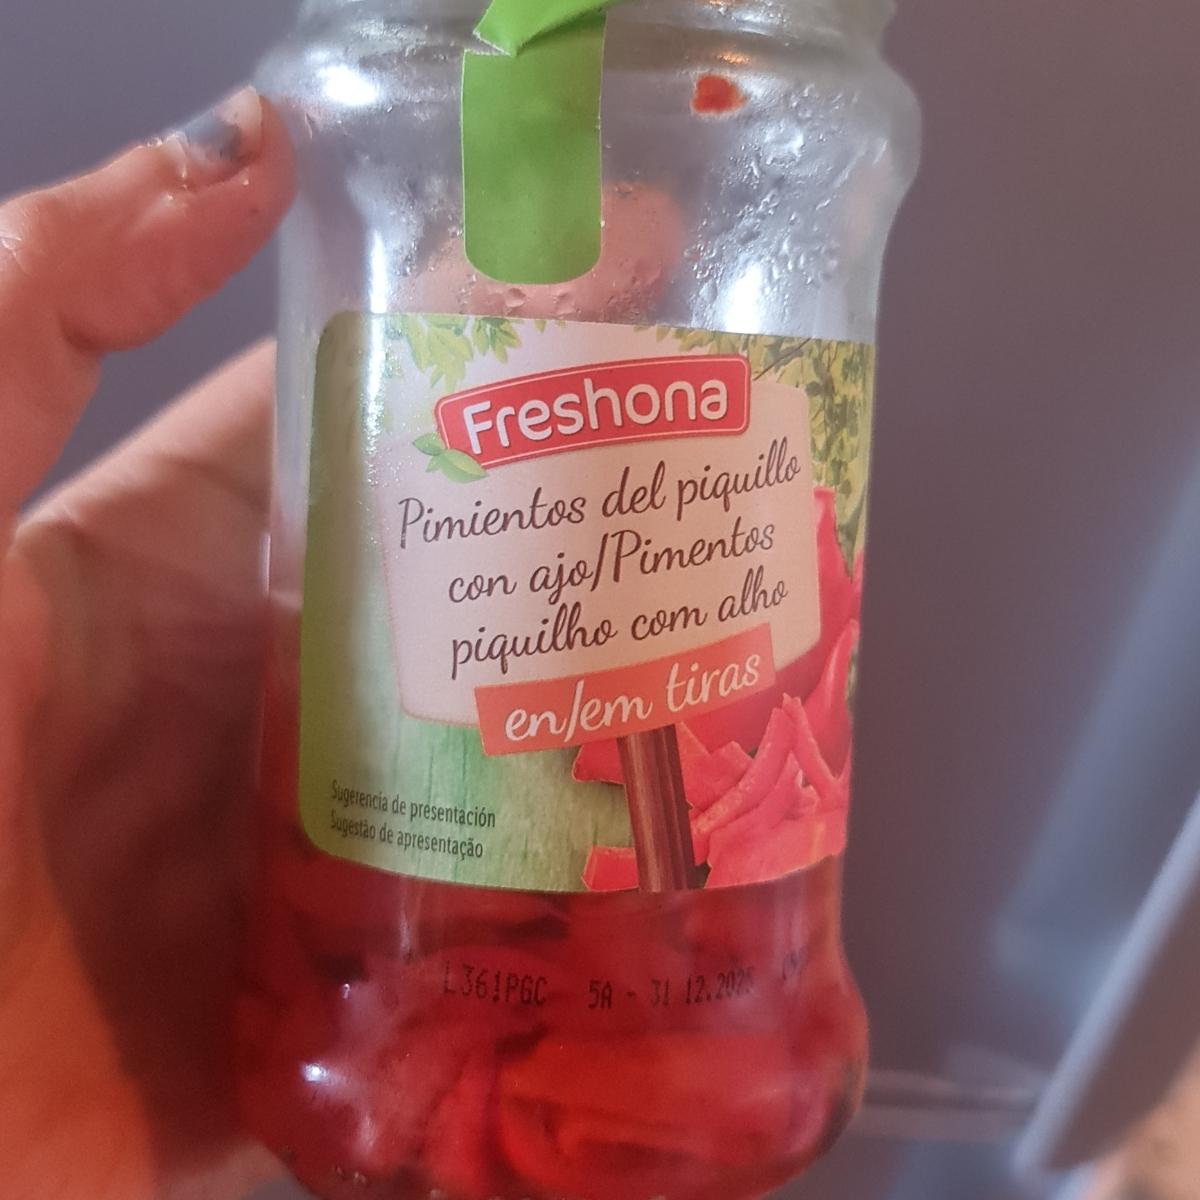 Freshona
Pimientos del piquillo
con ajo/Pimentos
piquilho com alho
en/em tiras
Sugerencia de presentación
Sugestão de apresentação
L361PGC 5A - 31 12.2025